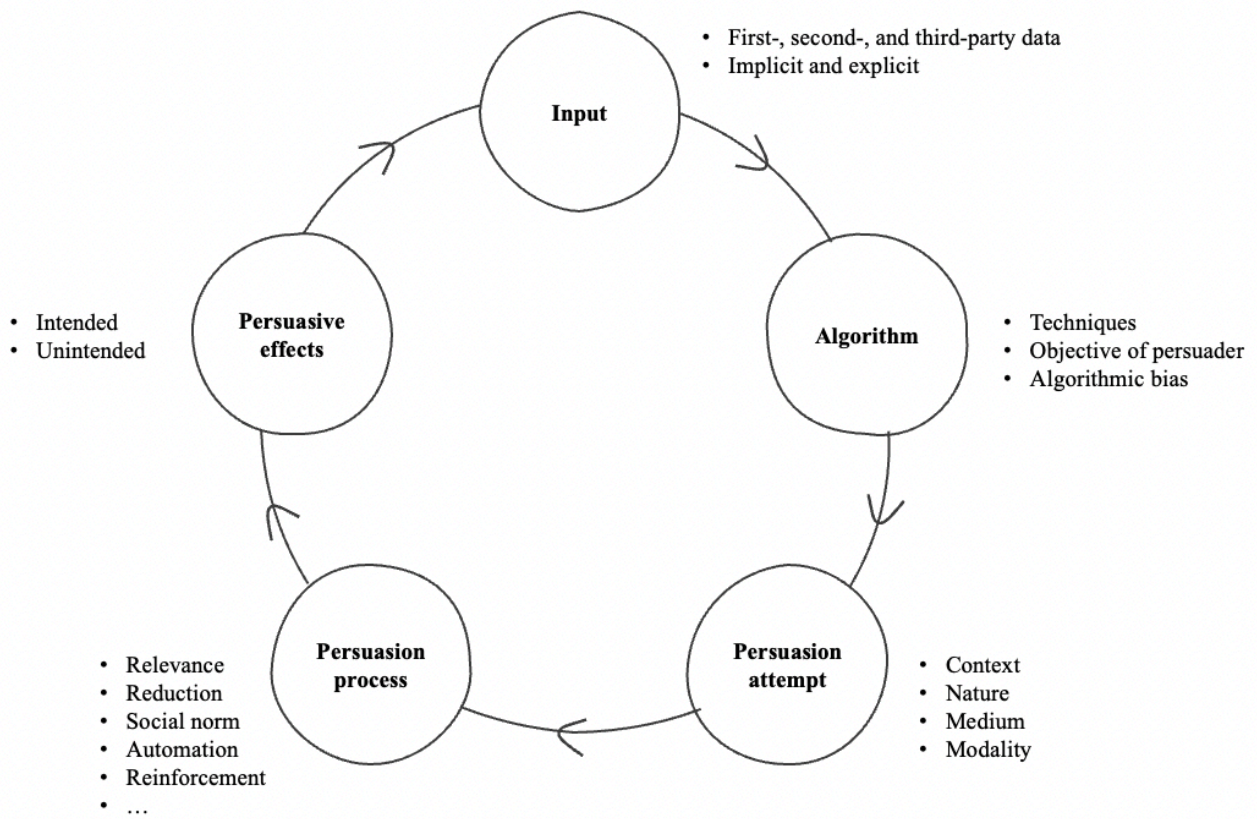 • First-, second-, and third-party data
• Implicit and explicit
Input
Algorithm
• Techniques
• Objective of persuader
• Algorithmic bias
Persuasion
attempt
• Context
• Nature
• Medium
• Modality
Persuasion
process
• Relevance
• Reduction
• Social norm
• Automation
• Reinforcement
• …
Persuasive
effects
• Intended
• Unintended